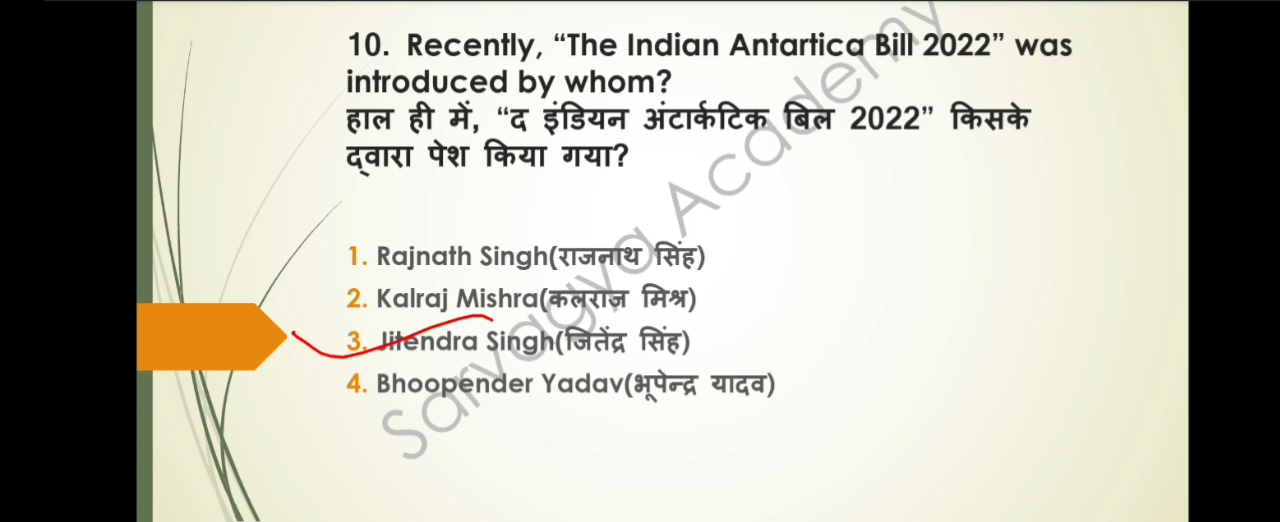 10. Recently, “The Indian Antartica Bill 2022” was
introduced by whom?
हाल ही में, “द इंडियन अंटार्कटिक बिल 2022” किसके
द्वारा पेश किया गया?
1. Rajnath Singh(राजनाथ सिंह)
2. Kalraj Mishra(कलराज मिश्र)
3. Jitendra Singh(जितेंद्र सिंह)
4. Bhoopender Yadav(भूपेन्द्र यादव)
Sarvagya Academy